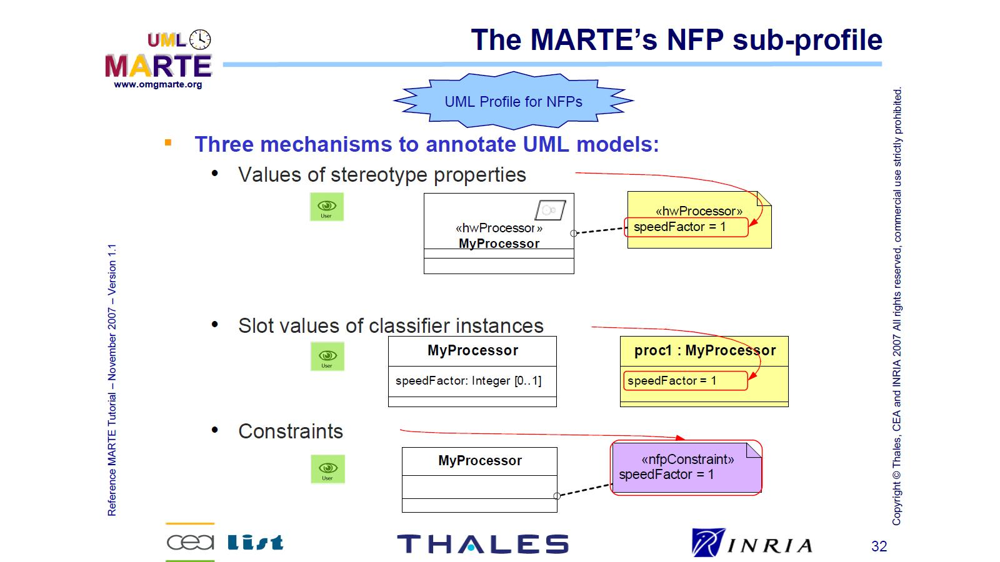 UML
MARTE
www.omgmarte.org
The MARTE’s NFP sub-profile
UML Profile for NFPs
Three mechanisms to annotate UML models:
• Values of stereotype properties
User
«hwProcessor»
MyProcessor
«hwProcessor»
speedFactor = 1
• Slot values of classifier instances
User
MyProcessor
speedFactor: Integer [0..1]
proc1 : MyProcessor
speedFactor = 1
• Constraints
User
MyProcessor
«nfpConstraint»
speedFactor = 1
Reference MARTE Tutorial – November 2007 – Version 1.1
Copyright © Thales, CEA and INRIA 2007 All rights reserved, commercial use strictly prohibited.
cea list
THALES
INRIA
32